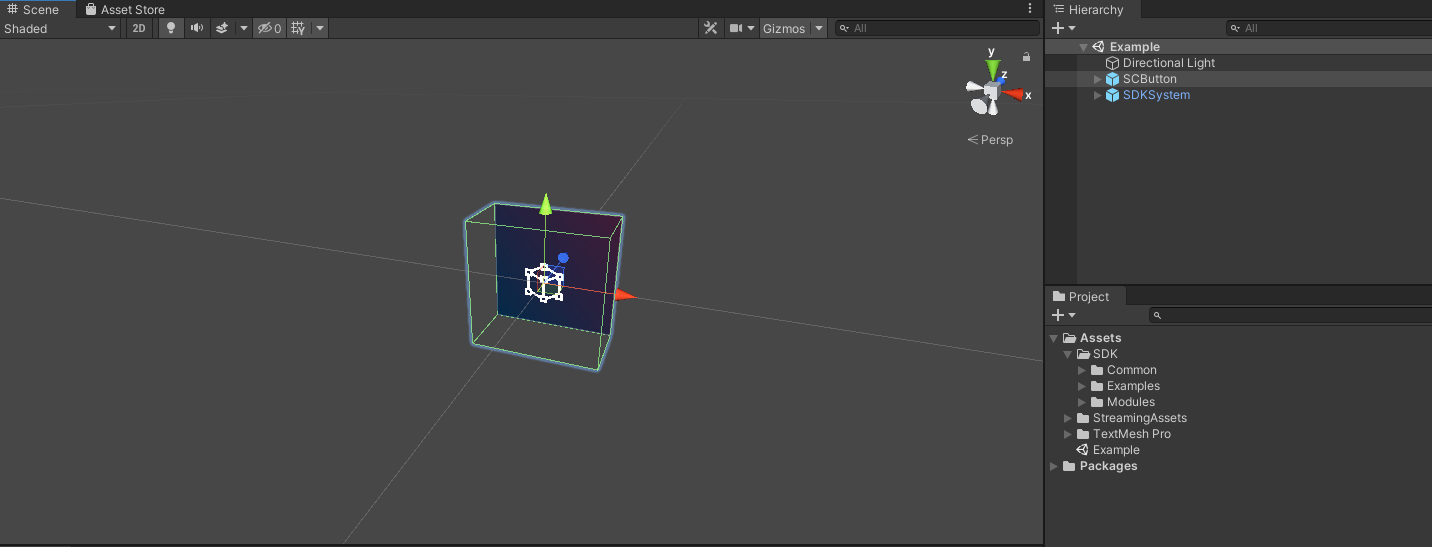 Scene
Asset Store
Shaded
2D
0
Gizmos
All
y
z
x
Persp
Hierarchy
All
Example
Directional Light
SCButton
SDKSystem
Project
Assets
SDK
Common
Examples
Modules
StreamingAssets
TextMesh Pro
Example
Packages